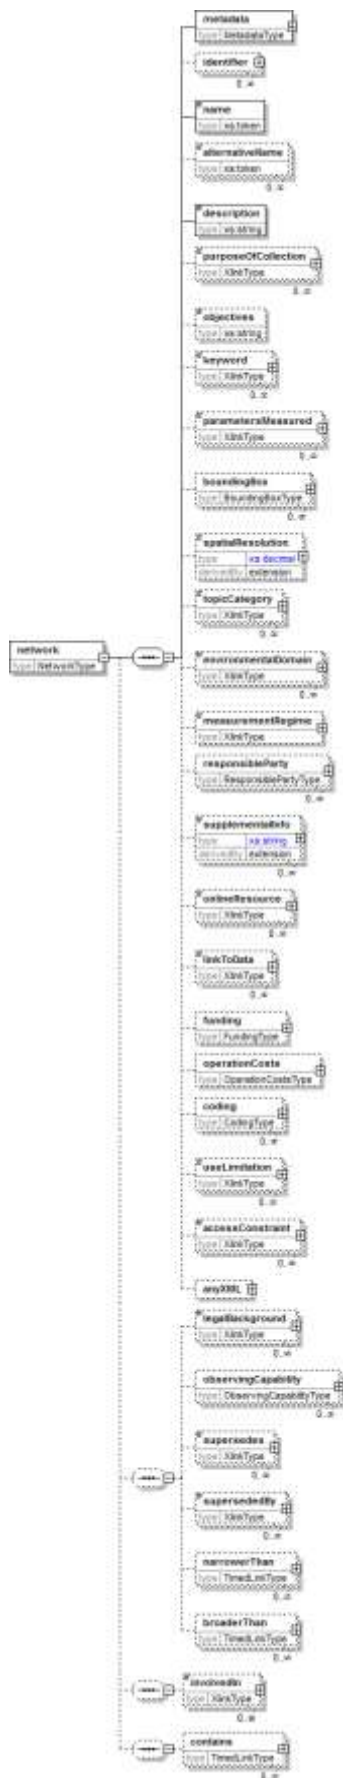 metadata
type MetadataType
identifier
0..∞
name
type xs:token
alternativeName
type xs:token
0..∞
description
type xs:string
purposeOfCollection
type XlinkType
0..∞
objectives
type xs:string
keyword
type XlinkType
0..∞
parametersMeasured
type XlinkType
0..∞
boundingBox
type BoundingBoxType
0..∞
spatialResolution
type xs:decimal
derivedBy extension
topicCategory
type XlinkType
0..∞
network
type NetworkType
environmentalDomain
type XlinkType
0..∞
measurementRegime
type XlinkType
responsibleParty
type ResponsiblePartyType
0..∞
supplementalInfo
type xs:string
derivedBy extension
0..∞
onlineResource
type XlinkType
0..∞
linkToData
type XlinkType
0..∞
funding
type FundingType
operationCosts
type OperationCostsType
coding
type CodingType
0..∞
useLimitation
type XlinkType
0..∞
accessConstraint
type XlinkType
0..∞
anyXML
legalBackground
type XlinkType
0..∞
observingCapability
type ObservingCapabilityType
0..∞
supersedes
type XlinkType
0..∞
supersededBy
type XlinkType
0..∞
narrowerThan
type TimedLinkType
0..∞
broaderThan
type TimedLinkType
0..∞
involvedIn
type XlinkType
0..∞
contains
type TimedLinkType
0..∞